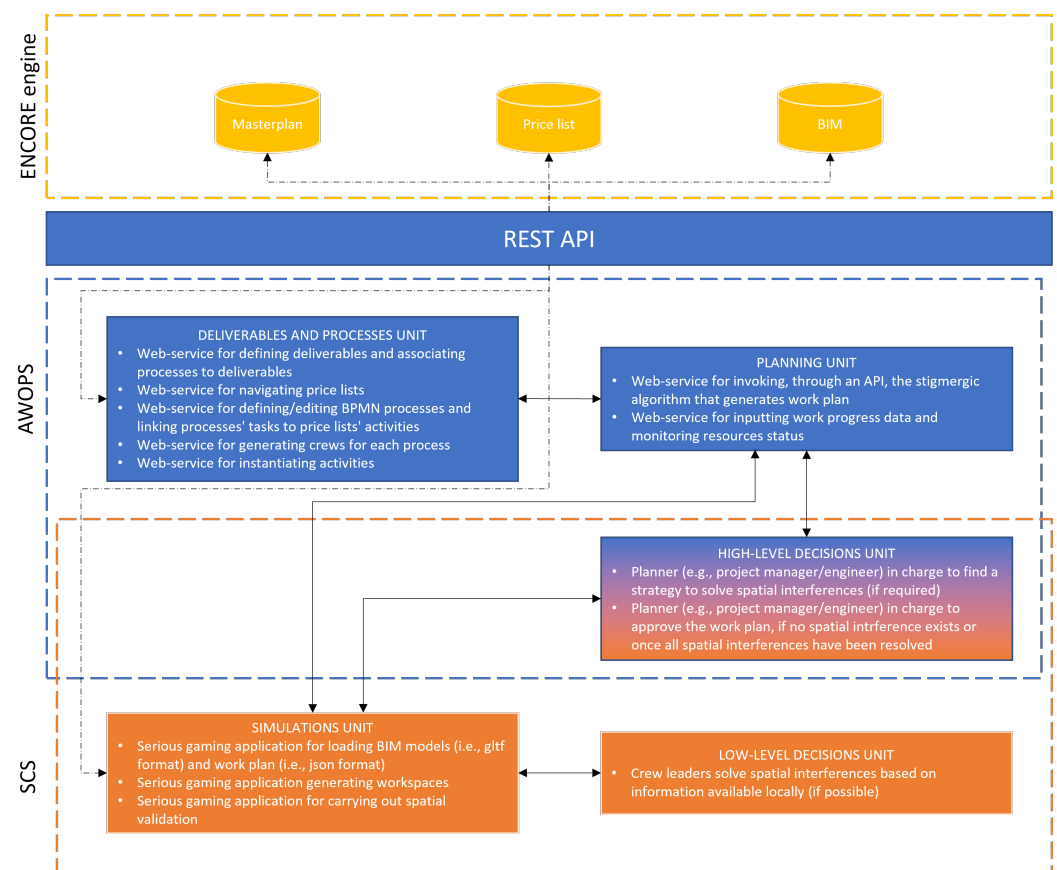 ENCORE engine
Masterplan
Price list
BIM
REST API
AWOPS
DELIVERABLES AND PROCESSES UNIT
• Web-service for defining deliverables and associating
processes to deliverables
• Web-service for navigating price lists
• Web-service for defining/editing BPMN processes and
linking processes' tasks to price lists' activities
• Web-service for generating crews for each process
• Web-service for instantiating activities
PLANNING UNIT
• Web-service for invoking, through an API, the stigmergic
algorithm that generates work plan
• Web-service for inputting work progress data and
monitoring resources status
HIGH-LEVEL DECISIONS UNIT
• Planner (e.g., project manager/engineer) in charge to find a
strategy to solve spatial interferences (if required)
• Planner (e.g., project manager/engineer) in charge to
approve the work plan, if no spatial intrference exists or
once all spatial interferences have been resolved
SCS
SIMULATIONS UNIT
• Serious gaming application for loading BIM models (i.e., gltf
format) and work plan (i.e., json format)
• Serious gaming application generating workspaces
• Serious gaming application for carrying out spatial
validation
LOW-LEVEL DECISIONS UNIT
• Crew leaders solve spatial interferences based on
information available locally (if possible)